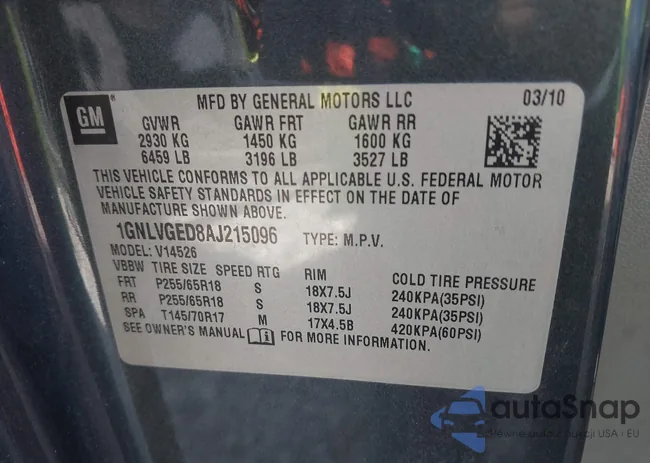 GM
MFD BY GENERAL MOTORS LLC 03/10
GVWR GAWR FRT GAWR RR
2930 KG 1450 KG 1600 KG
6459 LB 3196 LB 3527 LB
THIS VEHICLE CONFORMS TO ALL APPLICABLE U.S. FEDERAL MOTOR
VEHICLE SAFETY STANDARDS IN EFFECT ON THE DATE OF
MANUFACTURE SHOWN ABOVE.
1GNLVGED8AJ215096 TYPE: M.P.V.
MODEL: V14526
VBBW TIRE SIZE SPEED RTG RIM COLD TIRE PRESSURE
FRT P255/65R18 S 18X7.5J 240KPA(35PSI)
RR P255/65R18 S 18X7.5J 240KPA(35PSI)
SPA T145/70R17 M 17X4.5B 420KPA(60PSI)
SEE OWNER'S MANUAL FOR MORE INFORMATION.
autoSnap
USA - EU